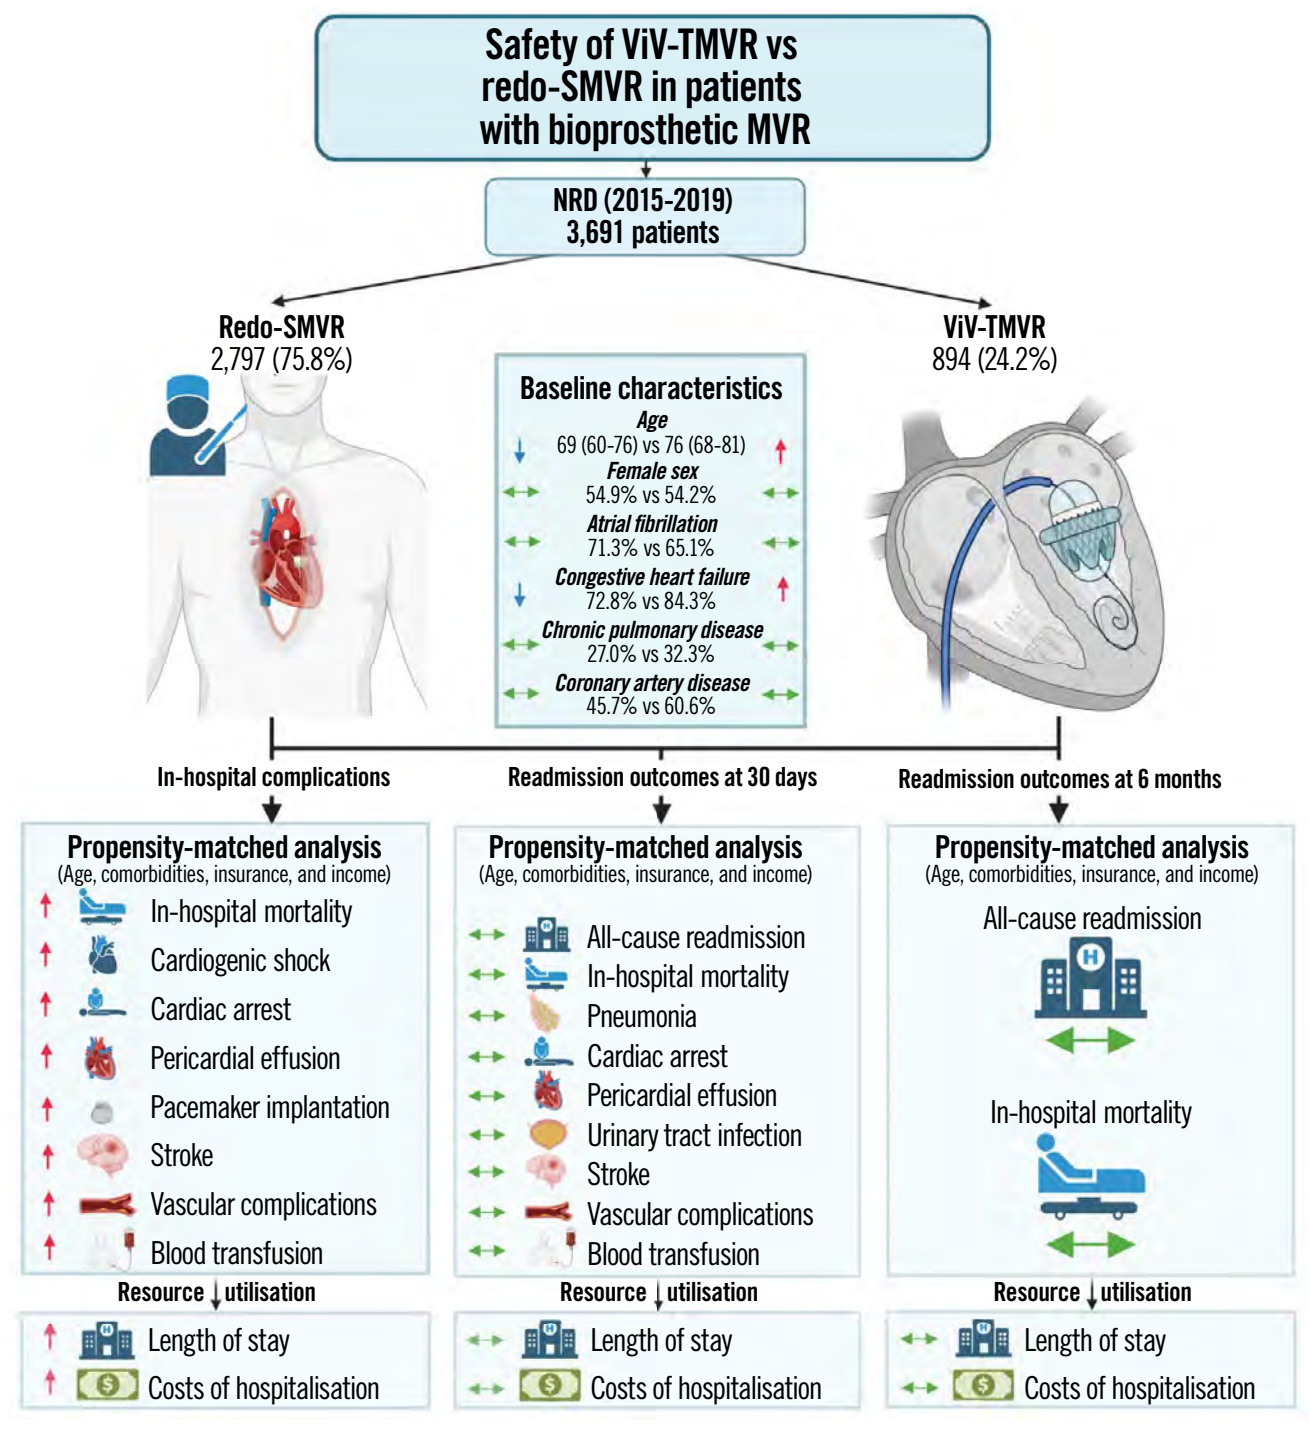 Safety of ViV-TMVR vs
redo-SMVR in patients
with bioprosthetic MVR
NRD (2015-2019)
3,691 patients
Redo-SMVR
2,797 (75.8%)
ViV-TMVR
894 (24.2%)
Baseline characteristics
Age
69 (60-76) vs 76 (68-81)
Female sex
54.9% vs 54.2%
Atrial fibrillation
71.3% vs 65.1%
Congestive heart failure
72.8% vs 84.3%
Chronic pulmonary disease
27.0% vs 32.3%
Coronary artery disease
45.7% vs 60.6%
In-hospital complications
Propensity-matched analysis
(Age, comorbidities, insurance, and income)
In-hospital mortality
Cardiogenic shock
Cardiac arrest
Pericardial effusion
Pacemaker implantation
Stroke
Vascular complications
Blood transfusion
Resource utilisation
H
Length of stay
$
Costs of hospitalisation
Readmission outcomes at 30 days
Propensity-matched analysis
(Age, comorbidities, insurance, and income)
H
All-cause readmission
In-hospital mortality
Pneumonia
Cardiac arrest
Pericardial effusion
Urinary tract infection
Stroke
Vascular complications
Blood transfusion
Resource utilisation
H
Length of stay
$
Costs of hospitalisation
Readmission outcomes at 6 months
Propensity-matched analysis
(Age, comorbidities, insurance, and income)
All-cause readmission
H
In-hospital mortality
Resource utilisation
H
Length of stay
$
Costs of hospitalisation